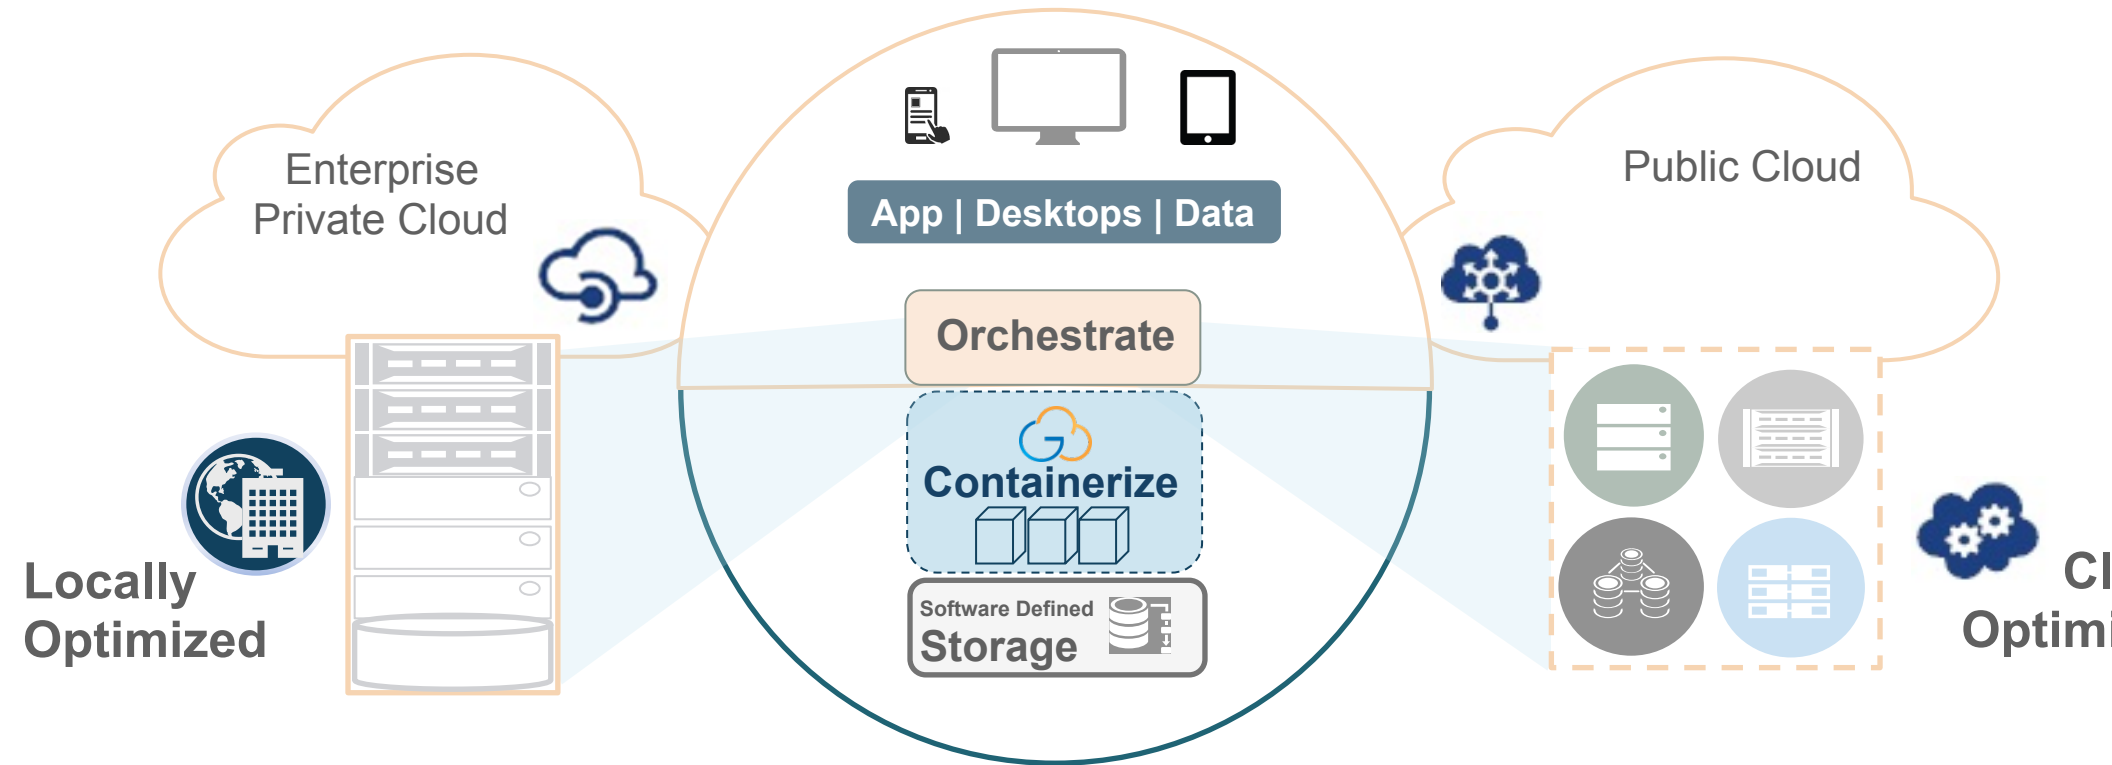 Enterprise
Private Cloud
App | Desktops | Data
Public Cloud
Orchestrate
Containerize
Software Defined
Storage
Locally
Optimized